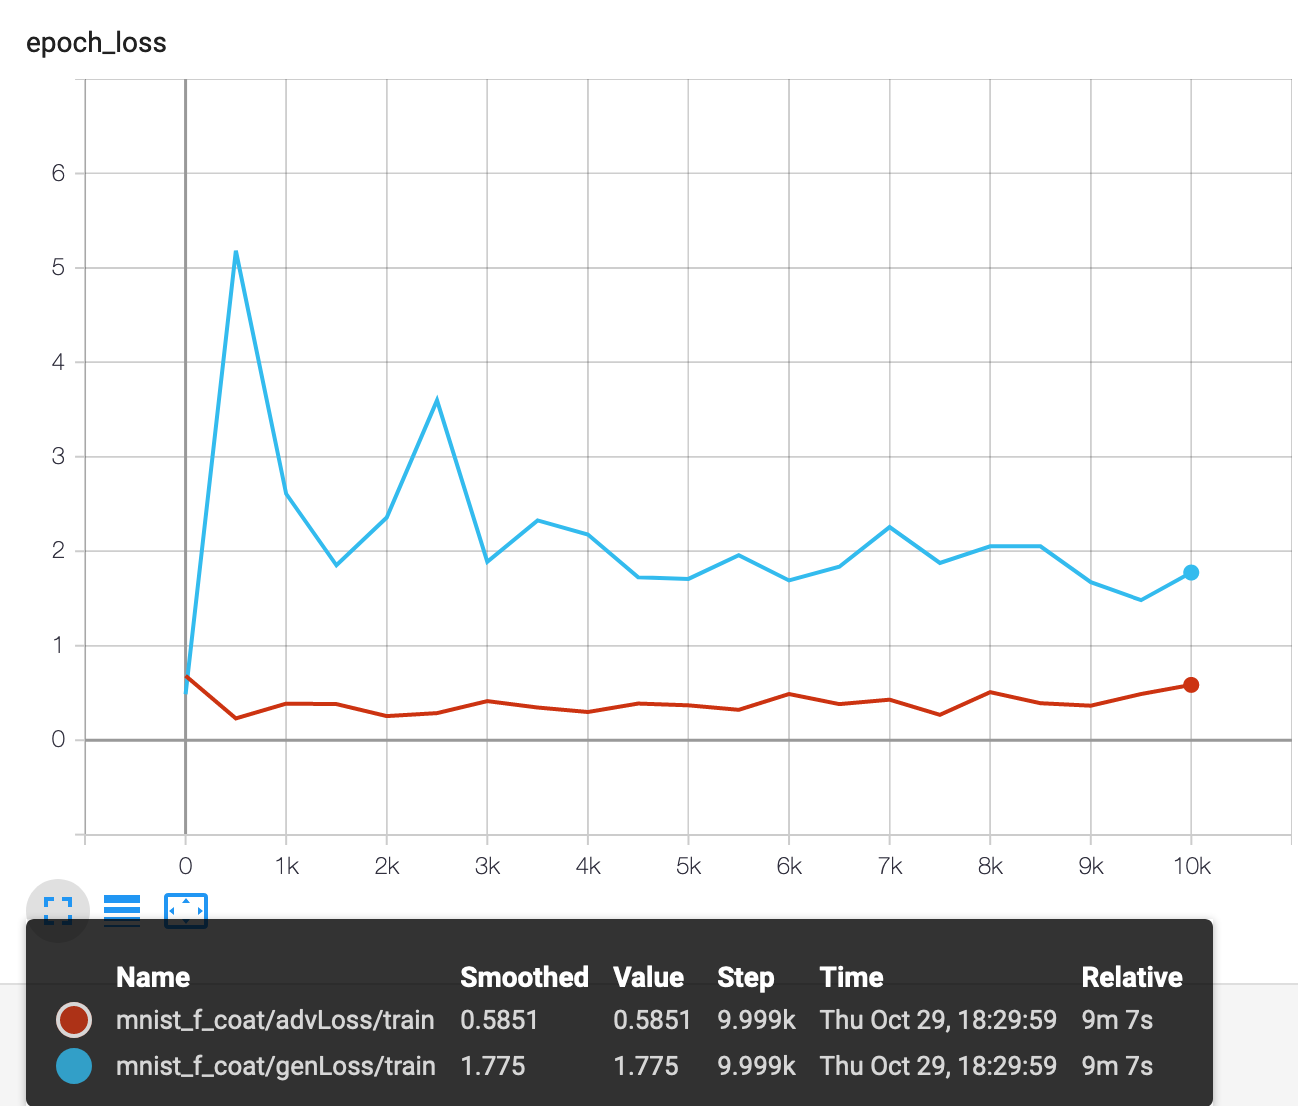 epoch_loss
6
5
4
3
2
1
0
0 1k 2k 3k 4k 5k 6k 7k 8k 9k 10k
Name Smoothed Value Step Time Relative
mnist_f_coat/advLoss/train 0.5851 0.5851 9.999k Thu Oct 29, 18:29:59 9m 7s
mnist_f_coat/genLoss/train 1.775 1.775 9.999k Thu Oct 29, 18:29:59 9m 7s